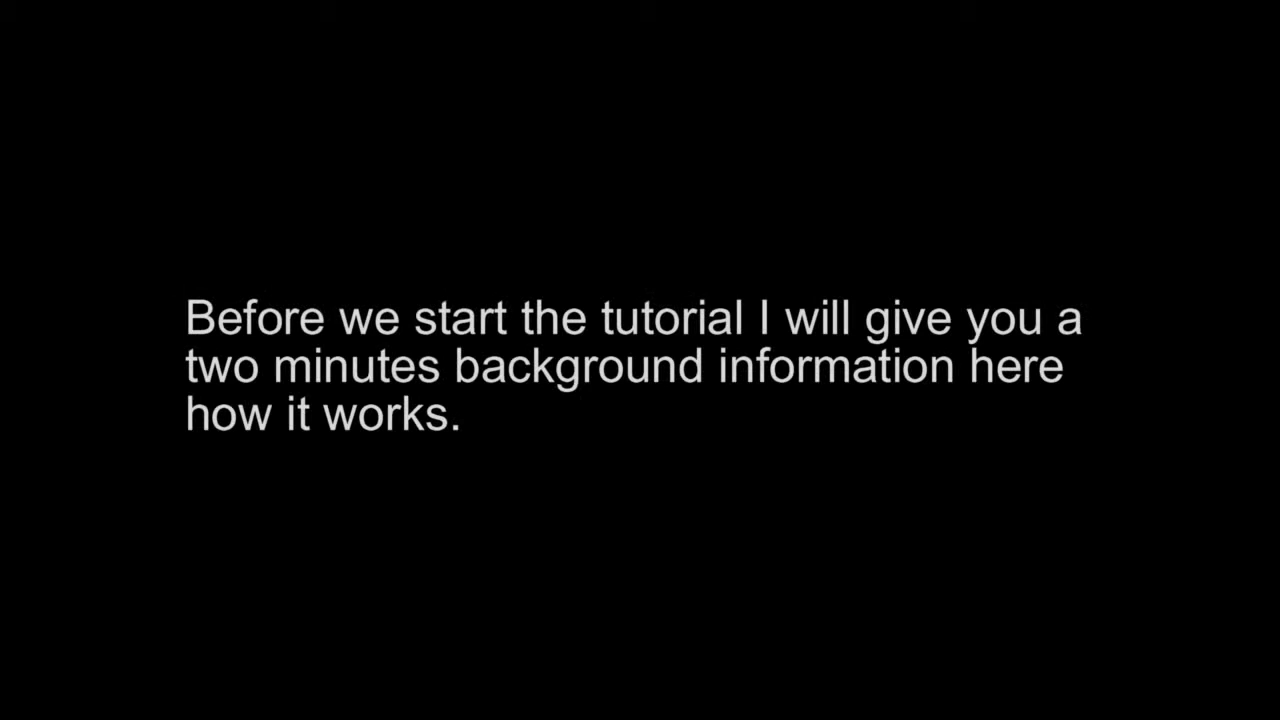 Before we start the tutorial I will give you a
two minutes background information here
how it works.